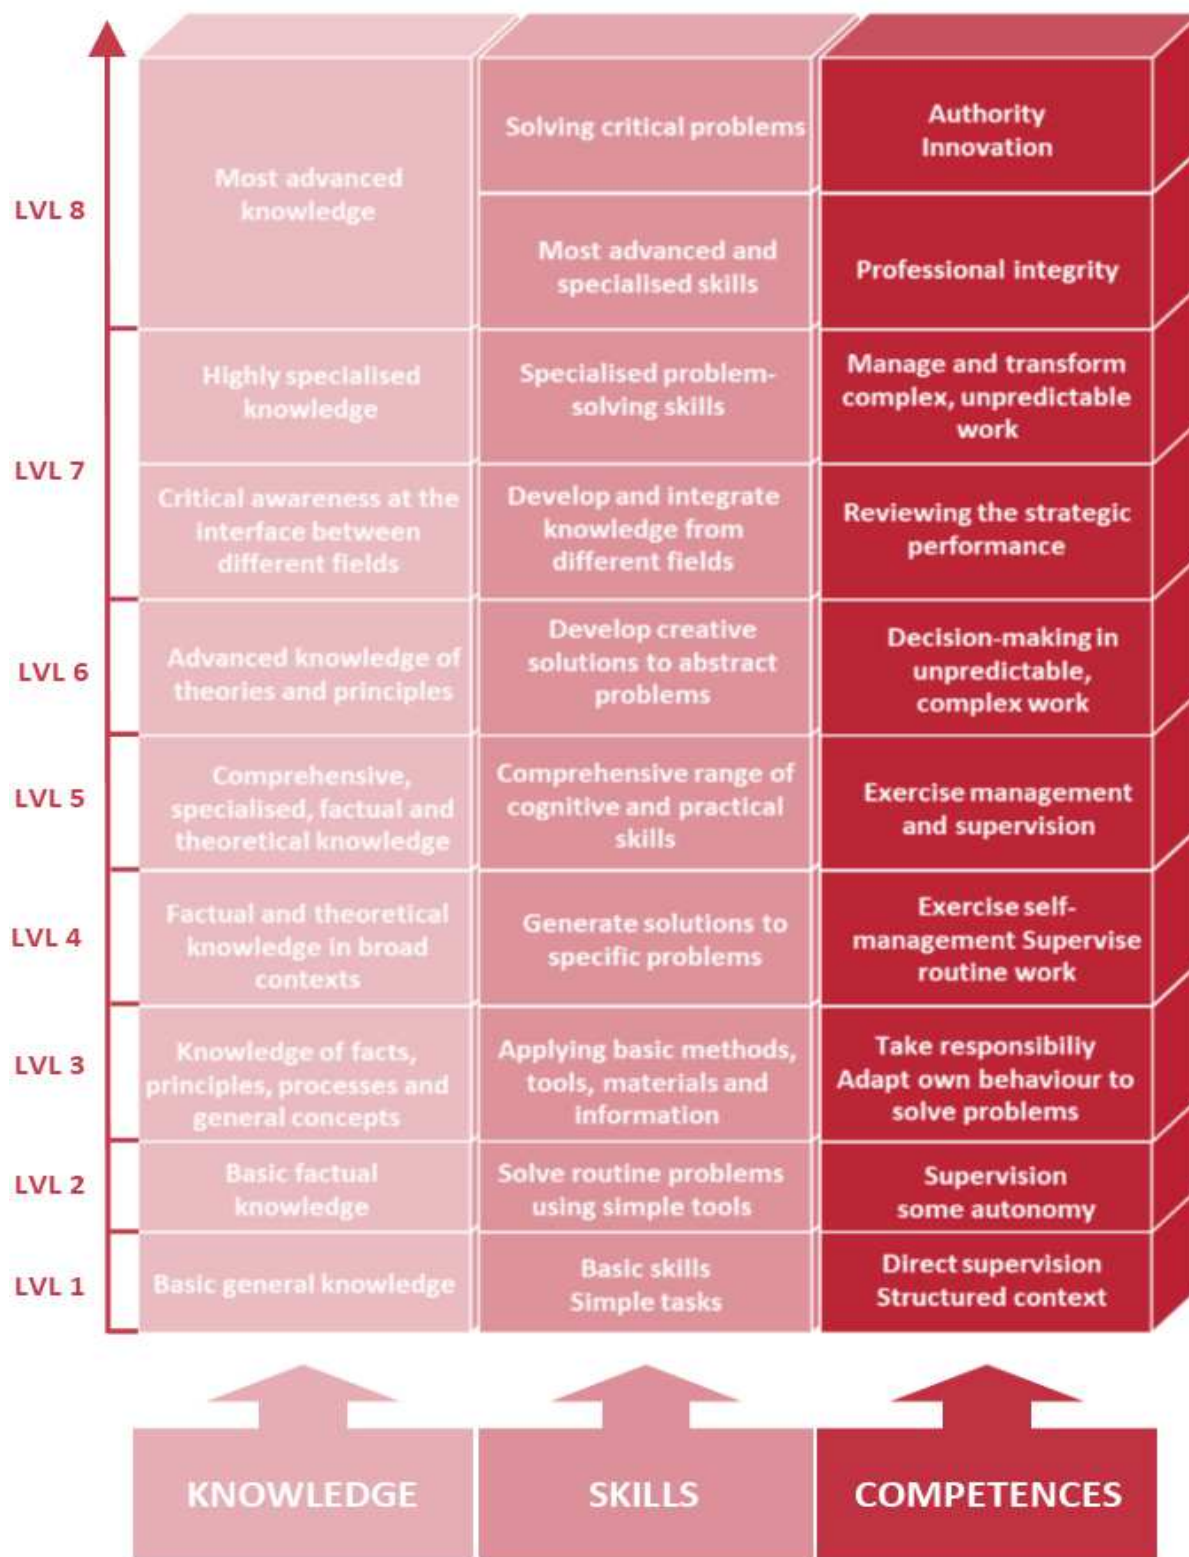 LVL 8
Most advanced
knowledge
Solving critical problems
Authority
Innovation
Most advanced and
specialised skills
Professional integrity
LVL 7
Highly specialised
knowledge
Specialised problem-
solving skills
Manage and transform
complex, unpredictable
work
Critical awareness at the
interface between
different fields
Develop and integrate
knowledge from
different fields
Reviewing the strategic
performance
LVL 6
Advanced knowledge of
theories and principles
Develop creative
solutions to abstract
problems
Decision-making in
unpredictable,
complex work
LVL 5
Comprehensive,
specialised, factual and
theoretical knowledge
Comprehensive range of
cognitive and practical
skills
Exercise management
and supervision
LVL 4
Factual and theoretical
knowledge in broad
contexts
Generate solutions to
specific problems
Exercise self-
management Supervise
routine work
LVL 3
Knowledge of facts,
principles, processes and
general concepts
Applying basic methods,
tools, materials and
information
Take responsibiliy
Adapt own behaviour to
solve problems
LVL 2
Basic factual
knowledge
Solve routine problems
using simple tools
Supervision
some autonomy
LVL 1
Basic general knowledge
Basic skills
Simple tasks
Direct supervision
Structured context
KNOWLEDGE
SKILLS
COMPETENCES